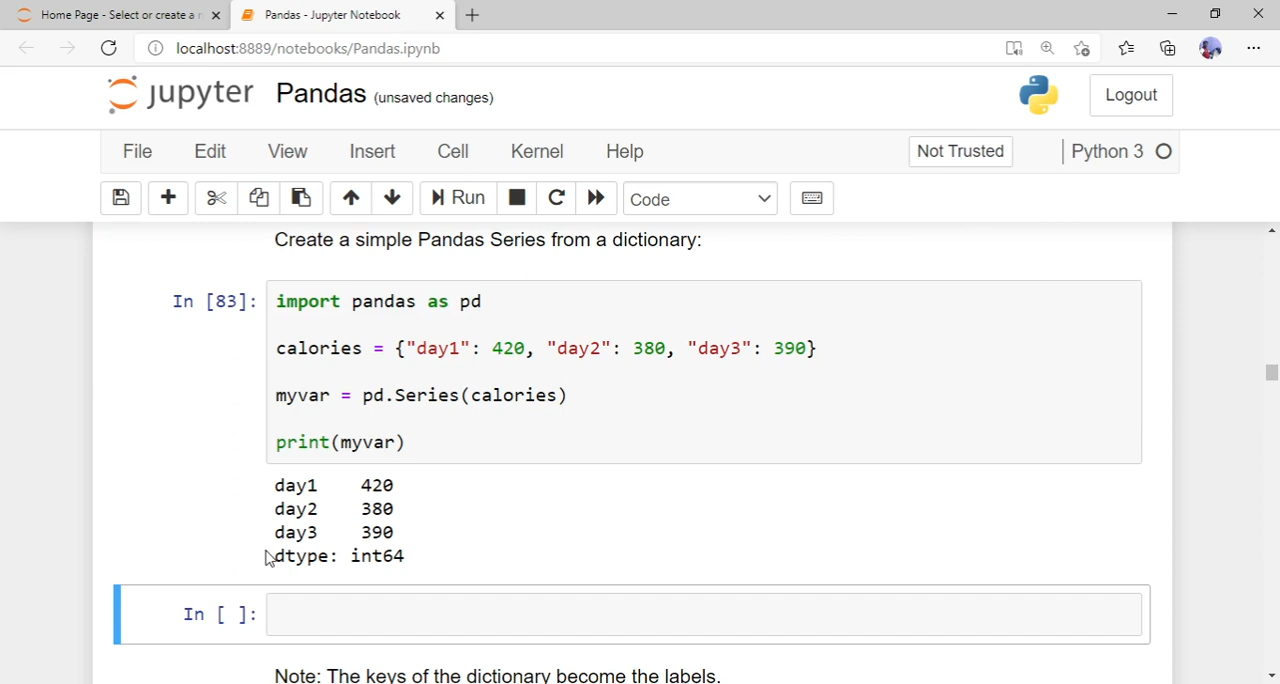 Home Page - Select or create a n
Pandas - Jupyter Notebook
localhost:8889/notebooks/Pandas.ipynb
jupyter Pandas (unsaved changes)
Logout
File Edit View Insert Cell Kernel Help Not Trusted Python 3
Run Code
Create a simple Pandas Series from a dictionary:
In [83]: import pandas as pd
calories = {"day1": 420, "day2": 380, "day3": 390}
myvar = pd.Series(calories)
print(myvar)
day1    420
day2    380
day3    390
dtype: int64
In [ ]:
Note: The keys of the dictionary become the labels.